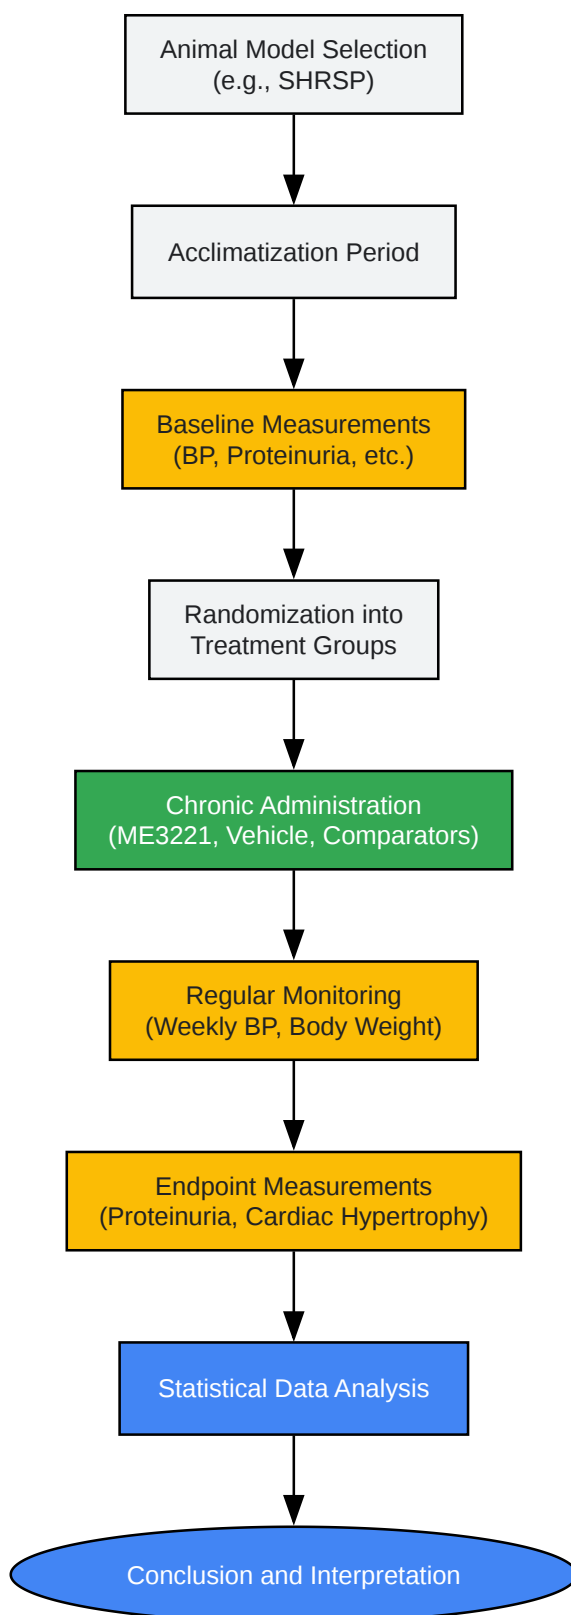 Animal Model Selection
(e.g., SHRSP)
Acclimatization Period
Baseline Measurements
(BP, Proteinuria, etc.)
Randomization into
Treatment Groups
Chronic Administration
(ME3221, Vehicle, Comparators)
Regular Monitoring
(Weekly BP, Body Weight)
Endpoint Measurements
(Proteinuria, Cardiac Hypertrophy)
Statistical Data Analysis
Conclusion and Interpretation